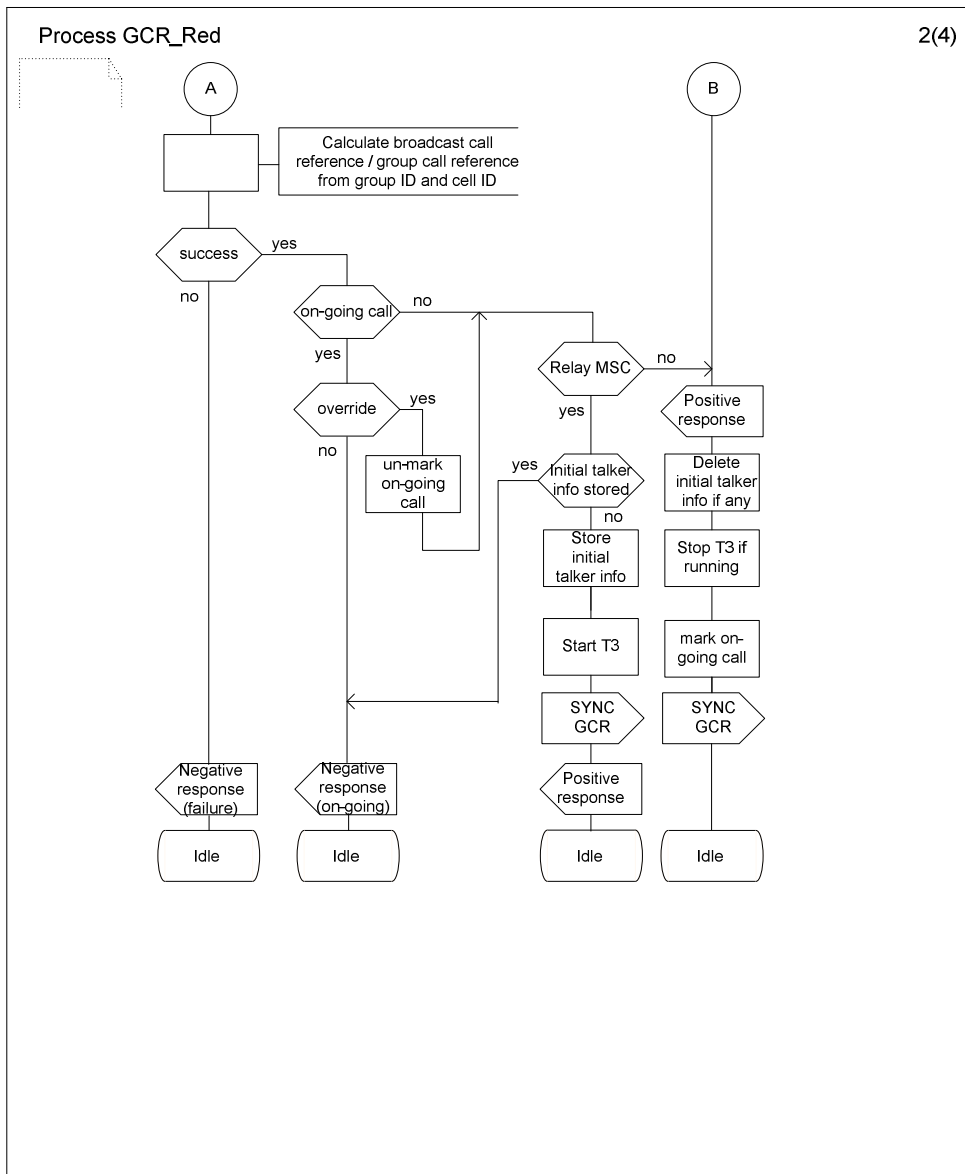 Process GCR_Red
2(4)
A
B
Calculate broadcast call
reference / group call reference
from group ID and cell ID
success
yes
no
on-going call
no
yes
Relay MSC
no
yes
override
yes
no
un-mark
on-going
call
Initial talker
info stored
yes
no
Positive
response
Delete
initial talker
info if any
Store
initial
talker info
Stop T3 if
running
Start T3
mark on-
going call
SYNC
GCR
SYNC
GCR
Negative
response
(failure)
Negative
response
(on-going)
Positive
response
Idle
Idle
Idle
Idle